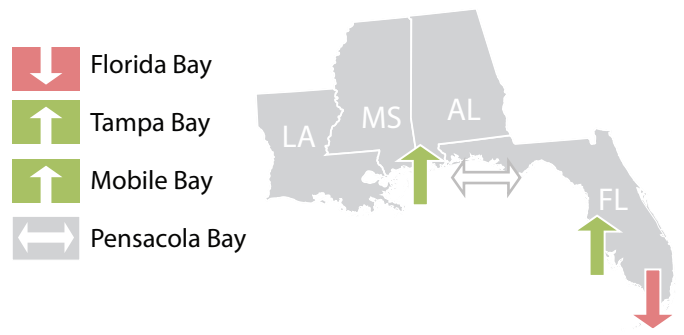 Florida Bay
Tampa Bay
Mobile Bay
Pensacola Bay
LA
MS
AL
FL